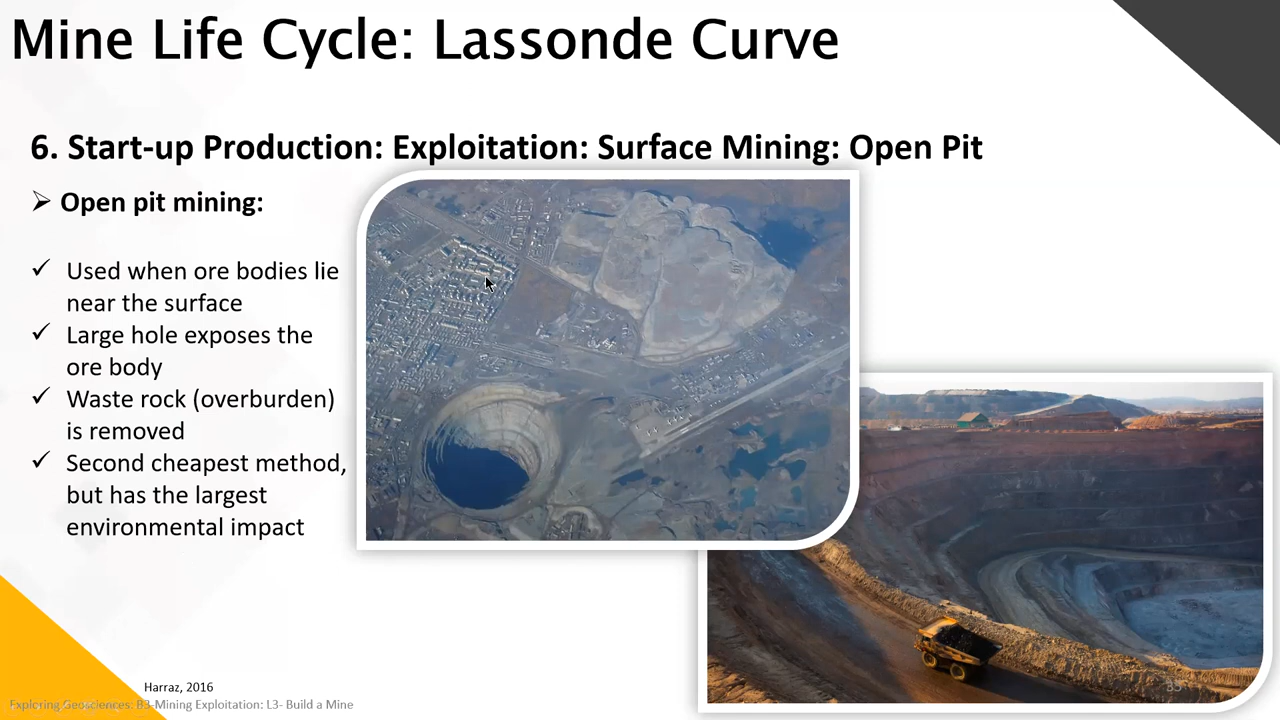 Mine Life Cycle: Lassonde Curve
6. Start-up Production: Exploitation: Surface Mining: Open Pit
Open pit mining:
Used when ore bodies lie
near the surface
Large hole exposes the
ore body
Waste rock (overburden)
is removed
Second cheapest method,
but has the largest
environmental impact
Harraz, 2016
Exploring Geosciences: B3-Mining Exploitation: L3- Build a Mine
35